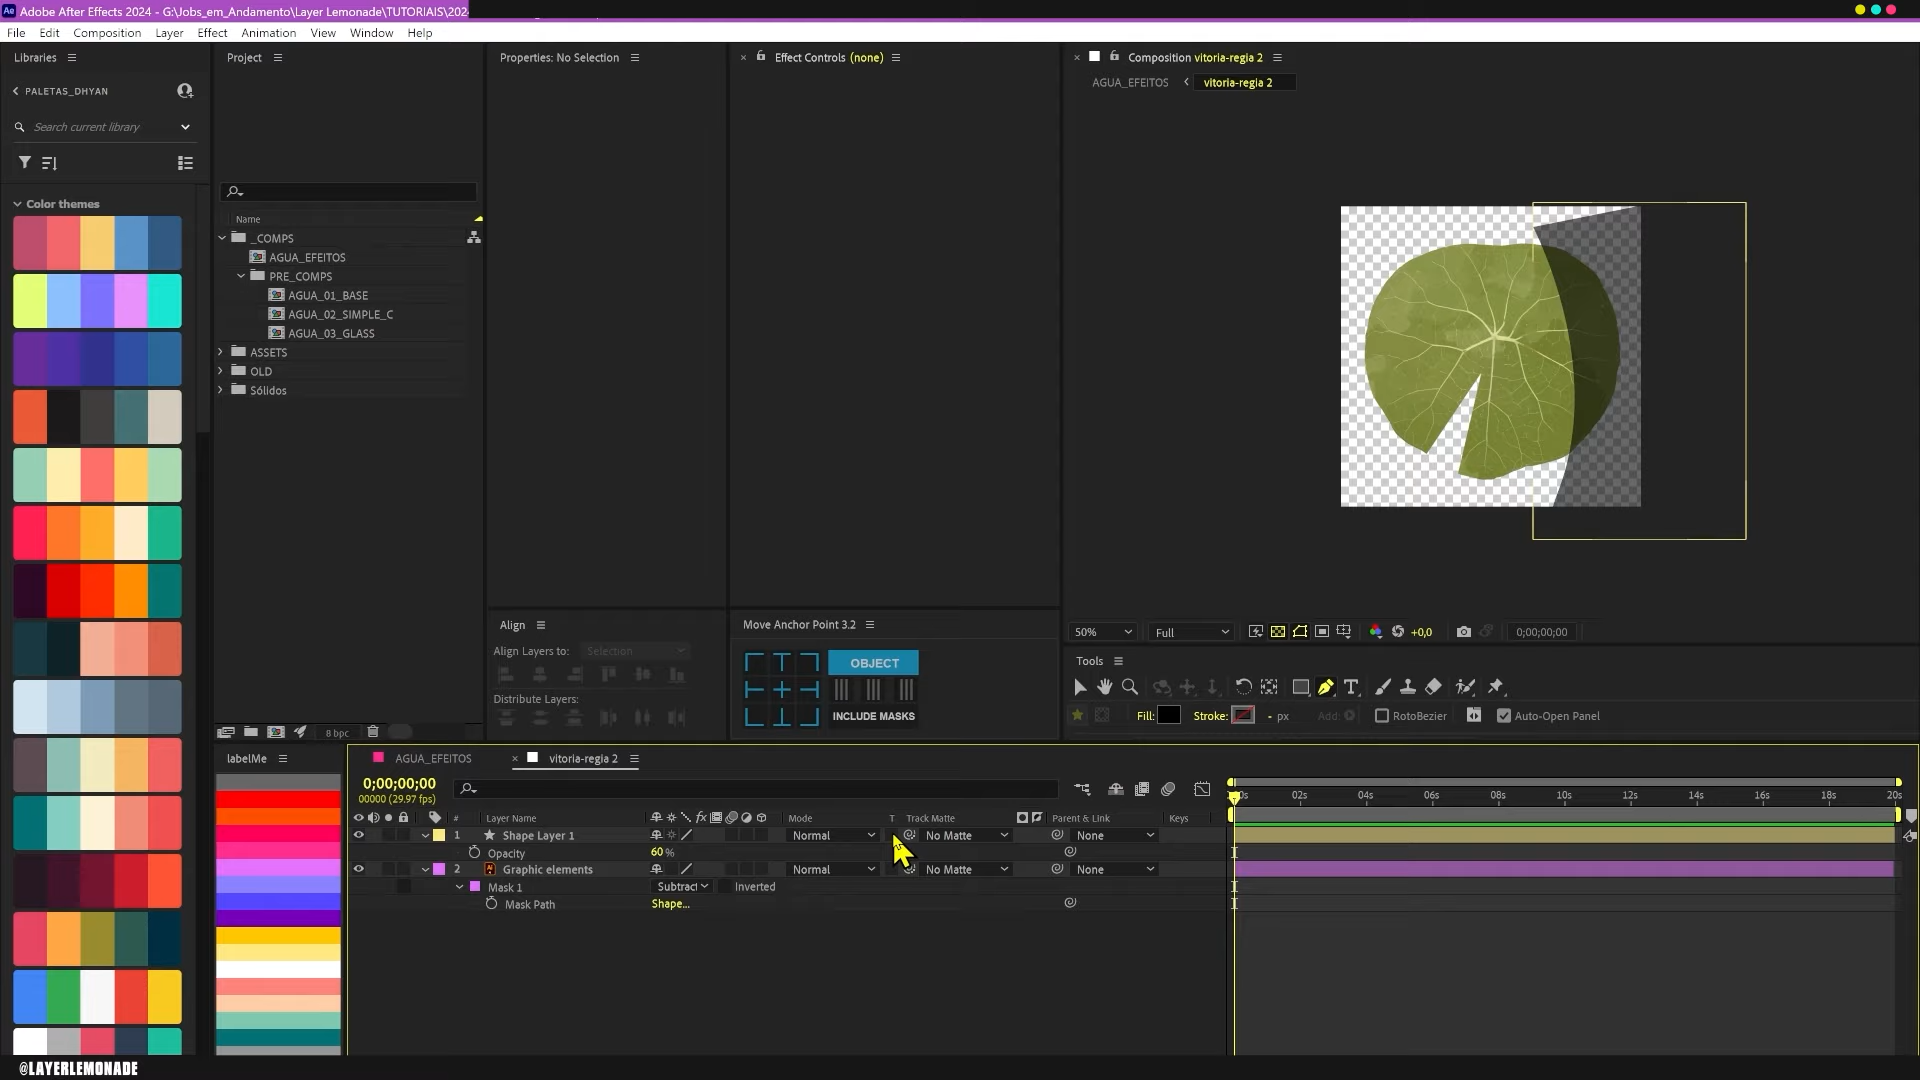 Adobe After Effects 2024 - G:\Jobs_em_Andamento\Layer Lemonade\TUTORIAIS\202
File Edit Composition Layer Effect Animation View Window Help
Libraries
PALETAS_DHYAN
Search current library
Color themes
Project
Name
_COMPS
AGUA_EFEITOS
PRE_COMPS
AGUA_01_BASE
AGUA_02_SIMPLE_C
AGUA_03_GLASS
ASSETS
OLD
Sólidos
8 bpc
Properties: No Selection
Effect Controls (none)
Composition vitoria-regia 2
AGUA_EFEITOS
vitoria-regia 2
Align
Align Layers to: Selection
Distribute Layers:
Move Anchor Point 3.2
OBJECT
INCLUDE MASKS
50% Full +0,0 0;00;00;00
Tools
Fill: Stroke: - px Add: RotoBezier Auto-Open Panel
labelMe
AGUA_EFEITOS vitoria-regia 2
0;00;00;00
00000 (29.97 fps)
02s 04s 06s 08s 10s 12s 14s 16s 18s 20s
# Layer Name fx Mode T Track Matte Parent & Link Keys
1 Shape Layer 1 Normal No Matte None
Opacity 60 %
2 Graphic elements Normal No Matte None
Mask 1 Subtract Inverted
Mask Path Shape...
@LAYERLEMONADE